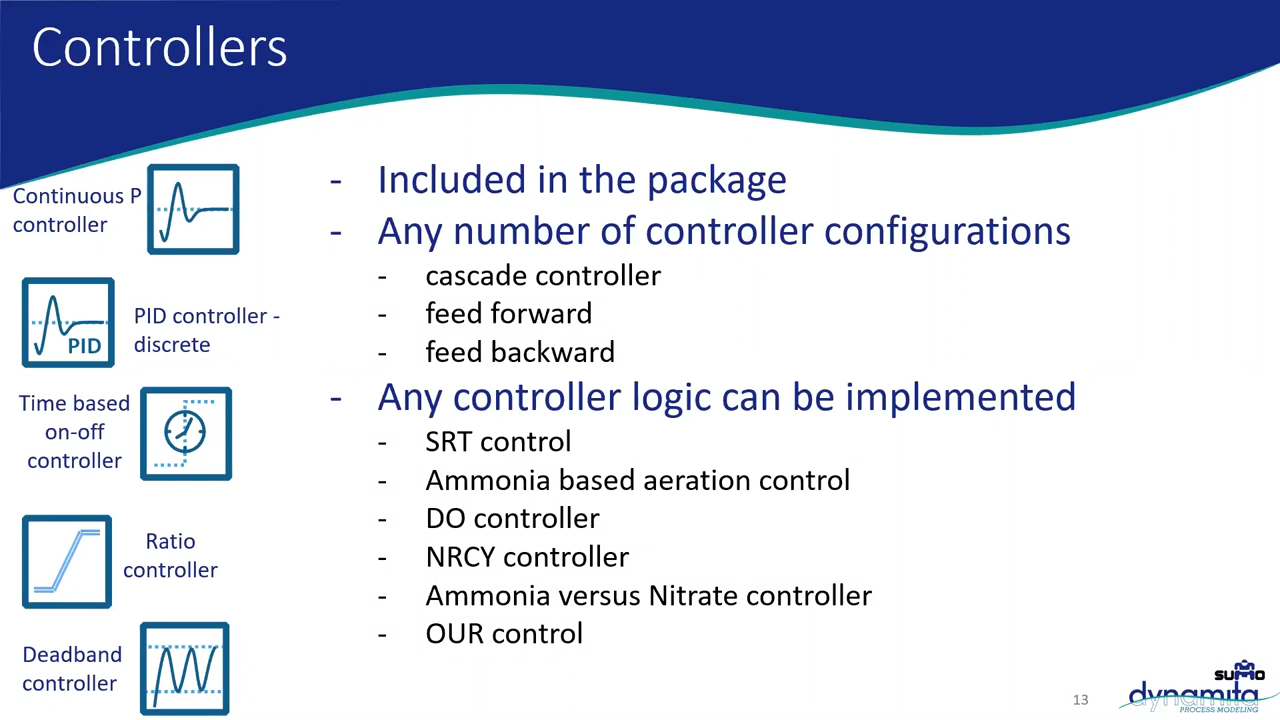 Controllers
Continuous P
controller
PID
PID controller -
discrete
Time based
on-off
controller
Ratio
controller
Deadband
controller
- Included in the package
- Any number of controller configurations
- cascade controller
- feed forward
- feed backward
- Any controller logic can be implemented
- SRT control
- Ammonia based aeration control
- DO controller
- NRCY controller
- Ammonia versus Nitrate controller
- OUR control
13
SUMO
dynamita
PROCESS MODELING